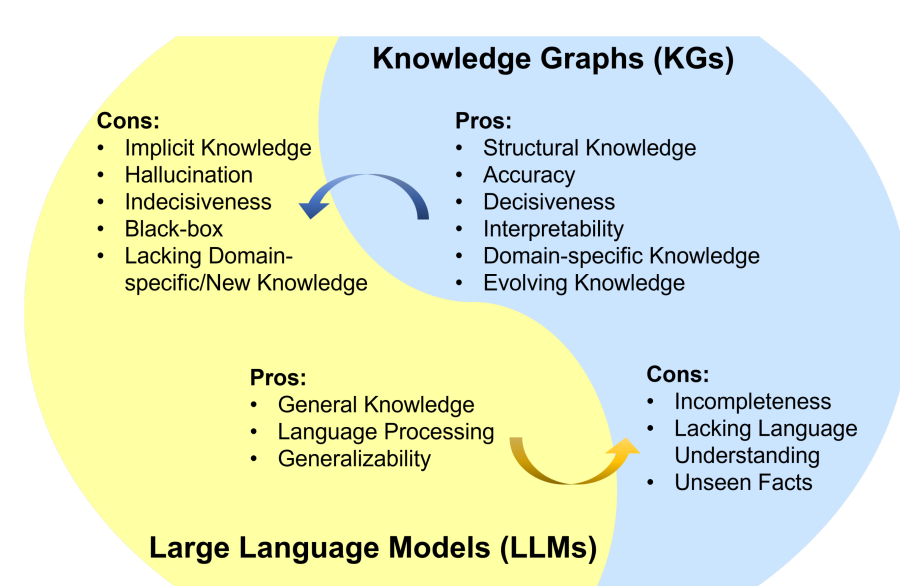 Knowledge Graphs (KGs)
Cons:
• Implicit Knowledge
• Hallucination
• Indecisiveness
• Black-box
• Lacking Domain-
specific/New Knowledge
Pros:
• Structural Knowledge
• Accuracy
• Decisiveness
• Interpretability
• Domain-specific Knowledge
• Evolving Knowledge
Pros:
• General Knowledge
• Language Processing
• Generalizability
Cons:
• Incompleteness
• Lacking Language
Understanding
• Unseen Facts
Large Language Models (LLMs)